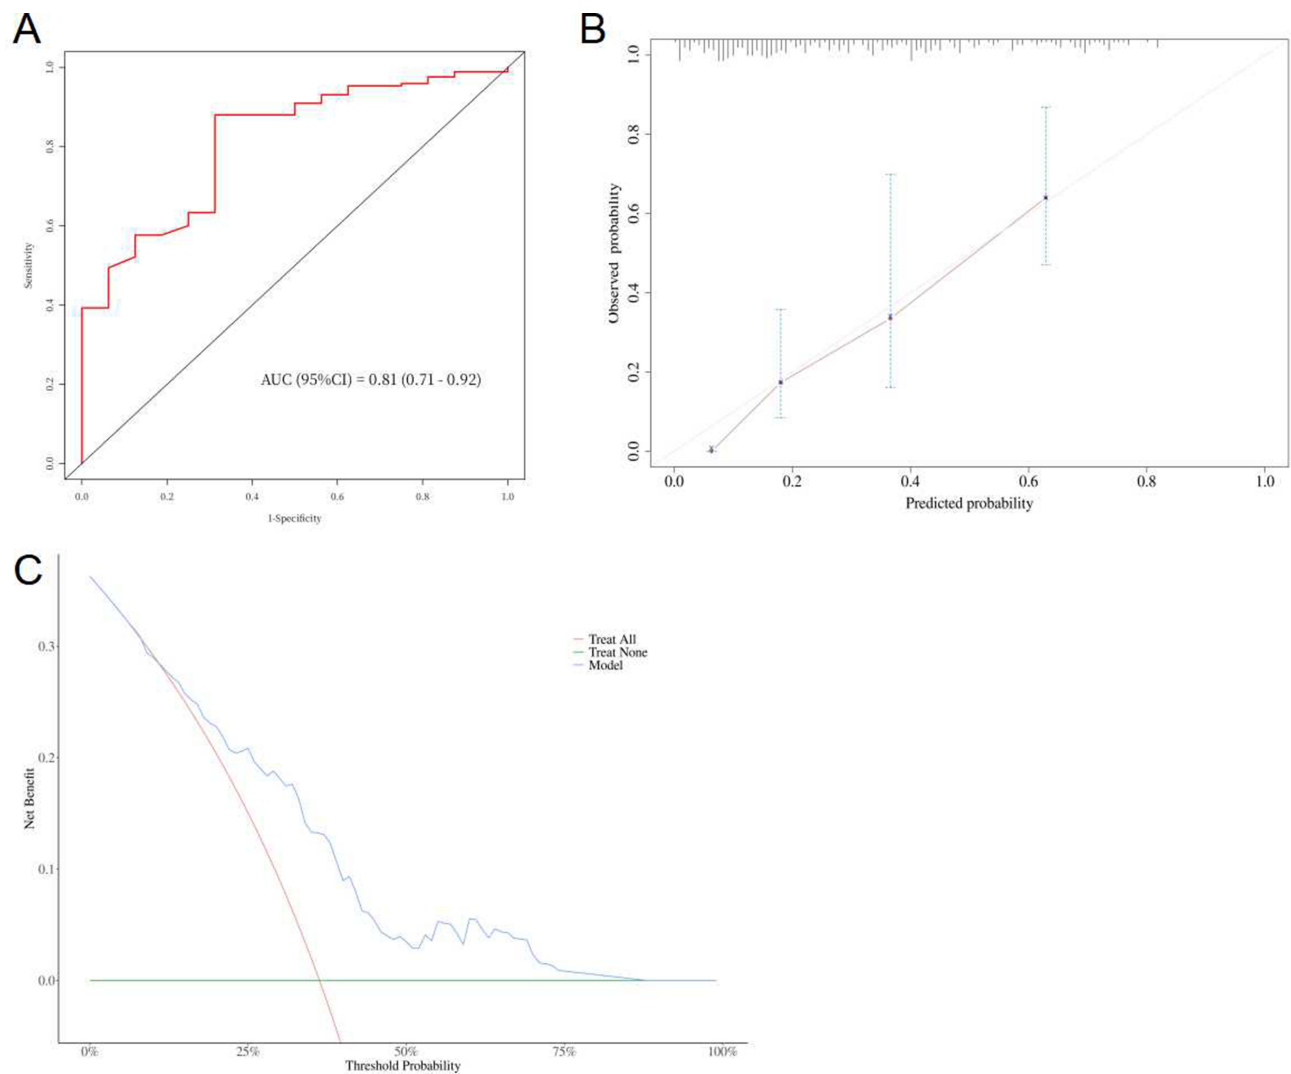 A
1.0
0.8
0.6
0.4
0.2
0.0
Sensitivity
AUC (95%CI) = 0.81 (0.71 - 0.92)
0.0 0.2 0.4 0.6 0.8 1.0
1-Specificity
B
1.0
0.8
0.6
0.4
0.2
0.0
Observed probability
0.0 0.2 0.4 0.6 0.8 1.0
Predicted probability
C
0.3
0.2
0.1
0.0
Net Benefit
Treat All
Treat None
Model
0% 25% 50% 75% 100%
Threshold Probability